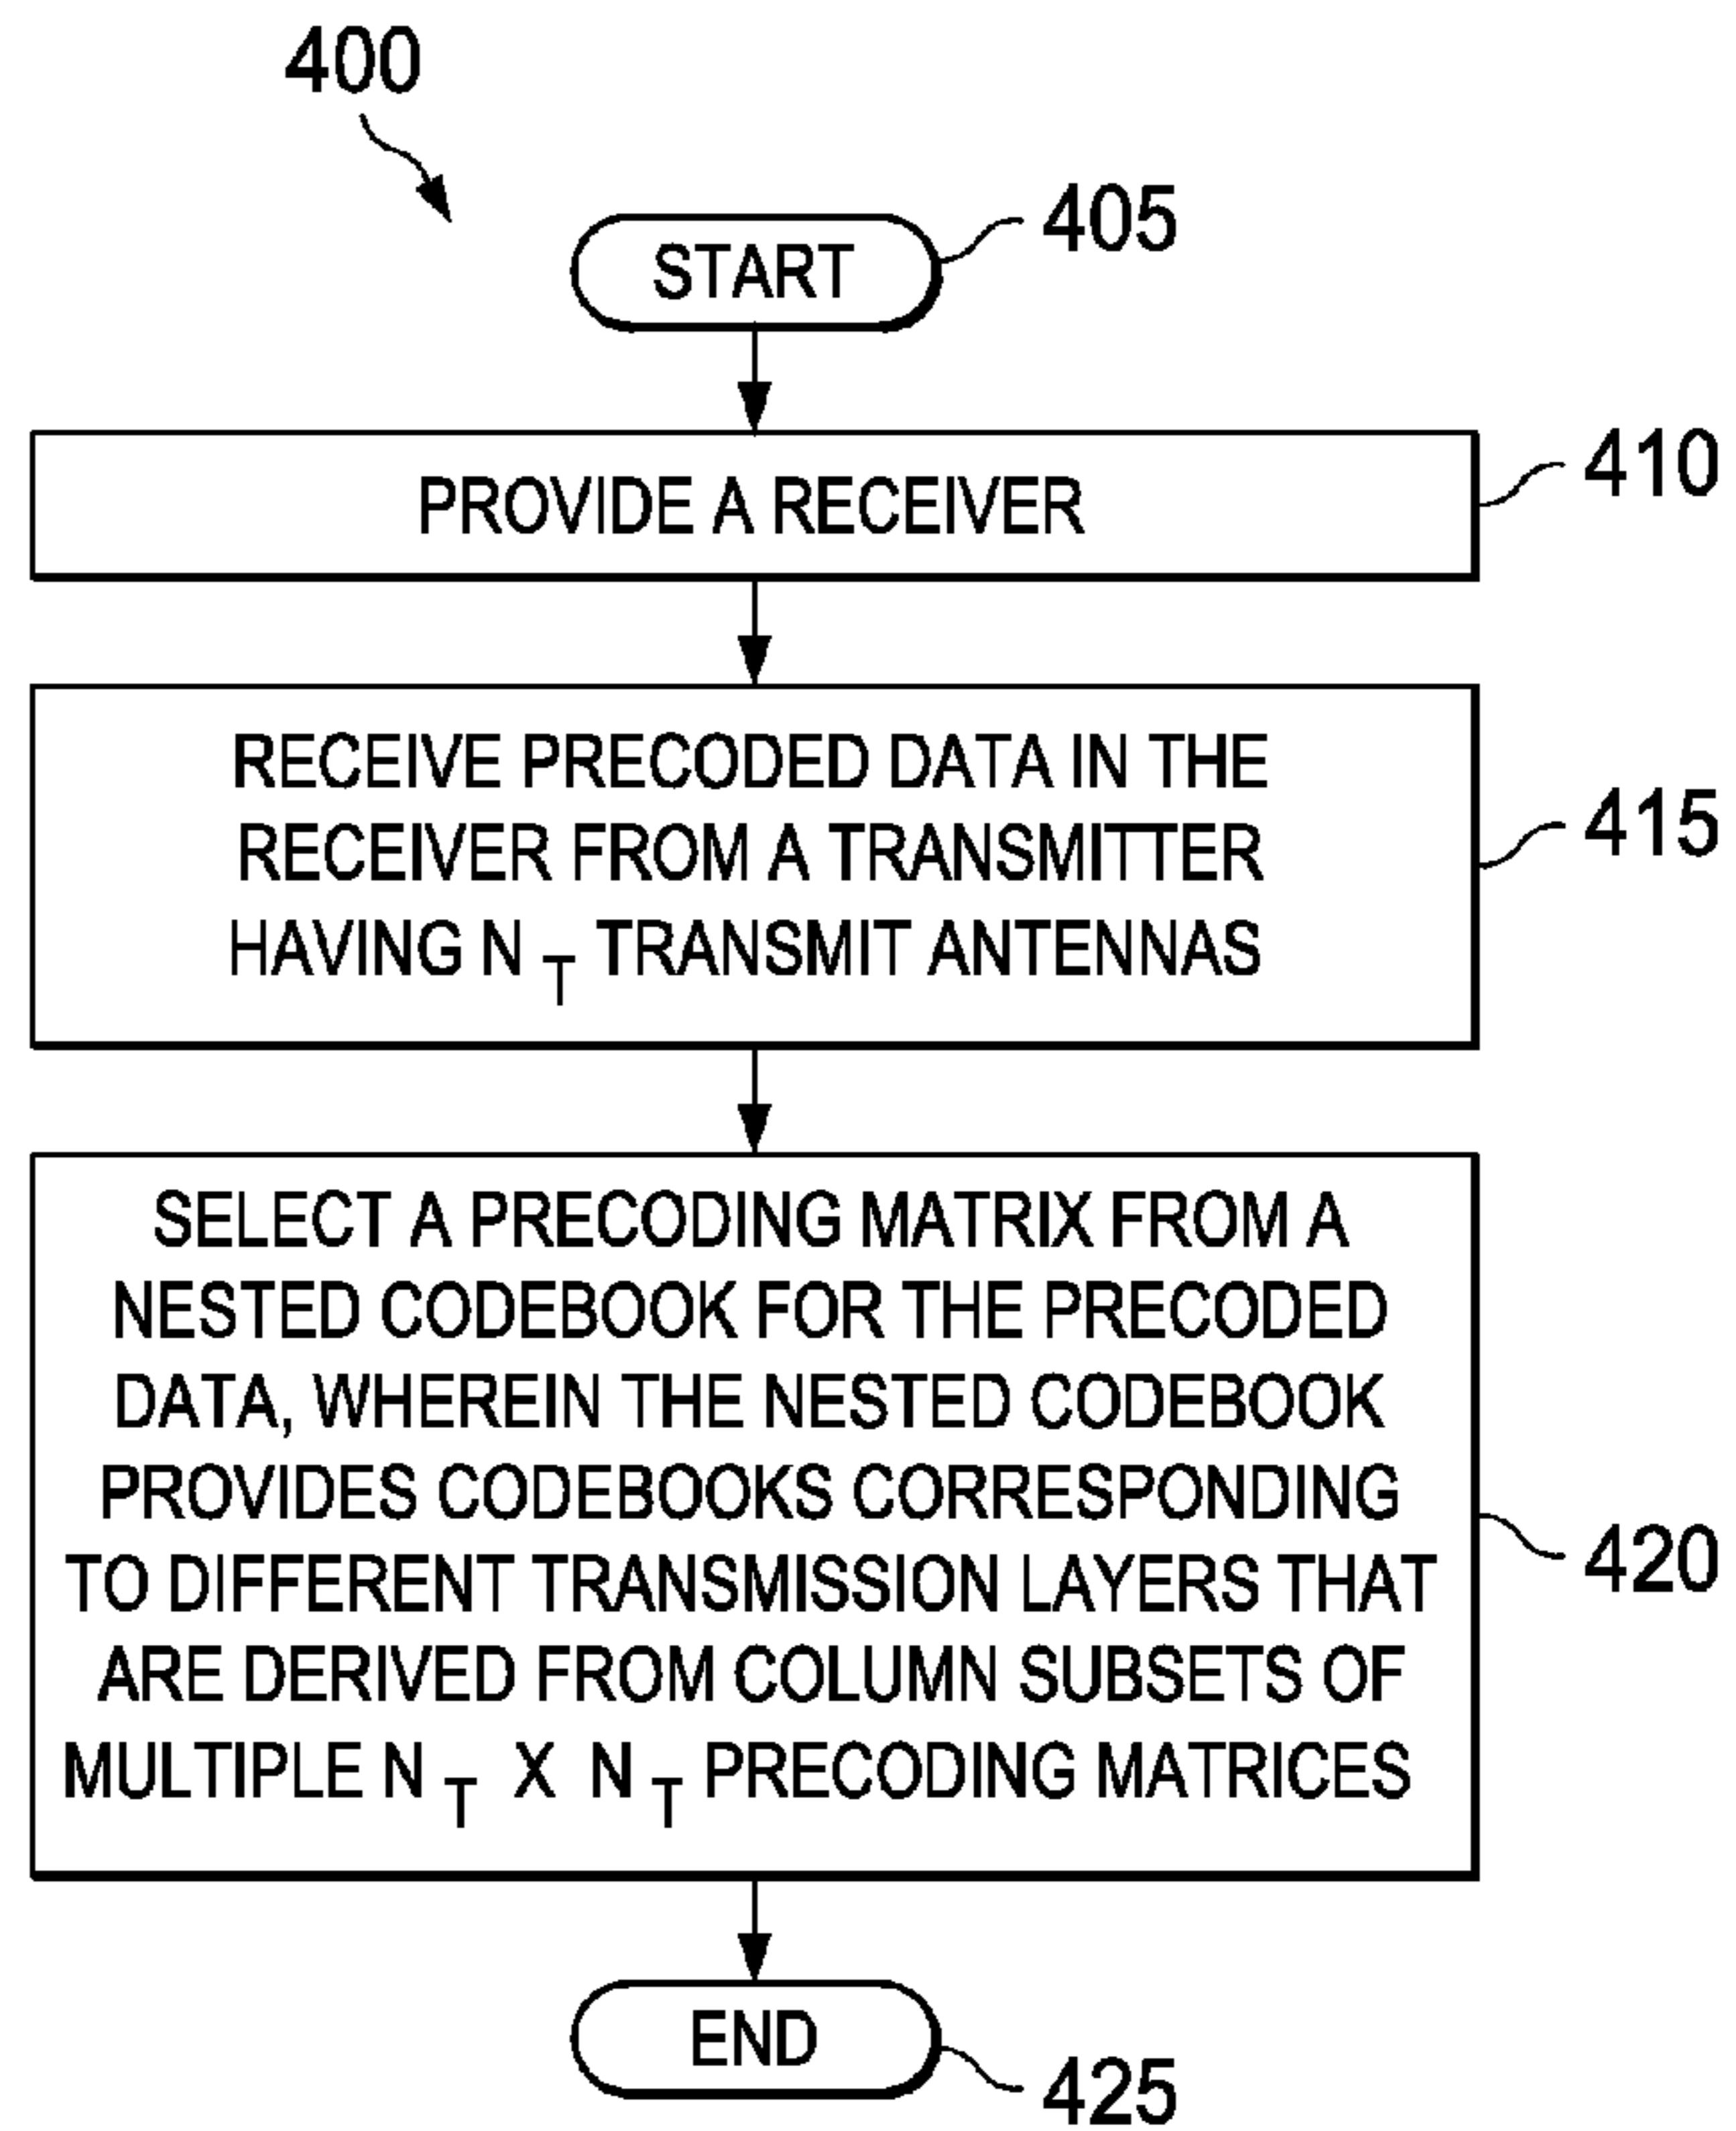 400
START
405
PROVIDE A RECEIVER
410
RECEIVE PRECODED DATA IN THE
RECEIVER FROM A TRANSMITTER
HAVING N T TRANSMIT ANTENNAS
415
SELECT A PRECODING MATRIX FROM A
NESTED CODEBOOK FOR THE PRECODED
DATA, WHEREIN THE NESTED CODEBOOK
PROVIDES CODEBOOKS CORRESPONDING
TO DIFFERENT TRANSMISSION LAYERS THAT
ARE DERIVED FROM COLUMN SUBSETS OF
MULTIPLE N T X N T PRECODING MATRICES
420
END
425